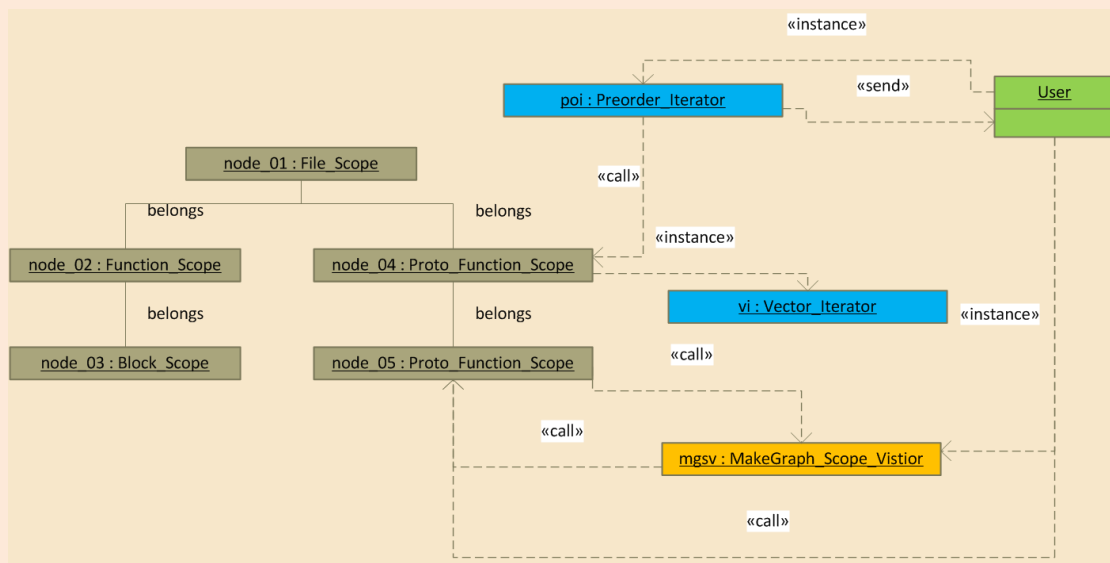 «instance»
«send»
poi : Preorder_Iterator
User
node_01 : File_Scope
«call»
belongs
belongs
«instance»
node_02 : Function_Scope
node_04 : Proto_Function_Scope
vi : Vector_Iterator
belongs
belongs
«instance»
«call»
node_03 : Block_Scope
node_05 : Proto_Function_Scope
«call»
mgsv : MakeGraph_Scope_Vistior
«call»